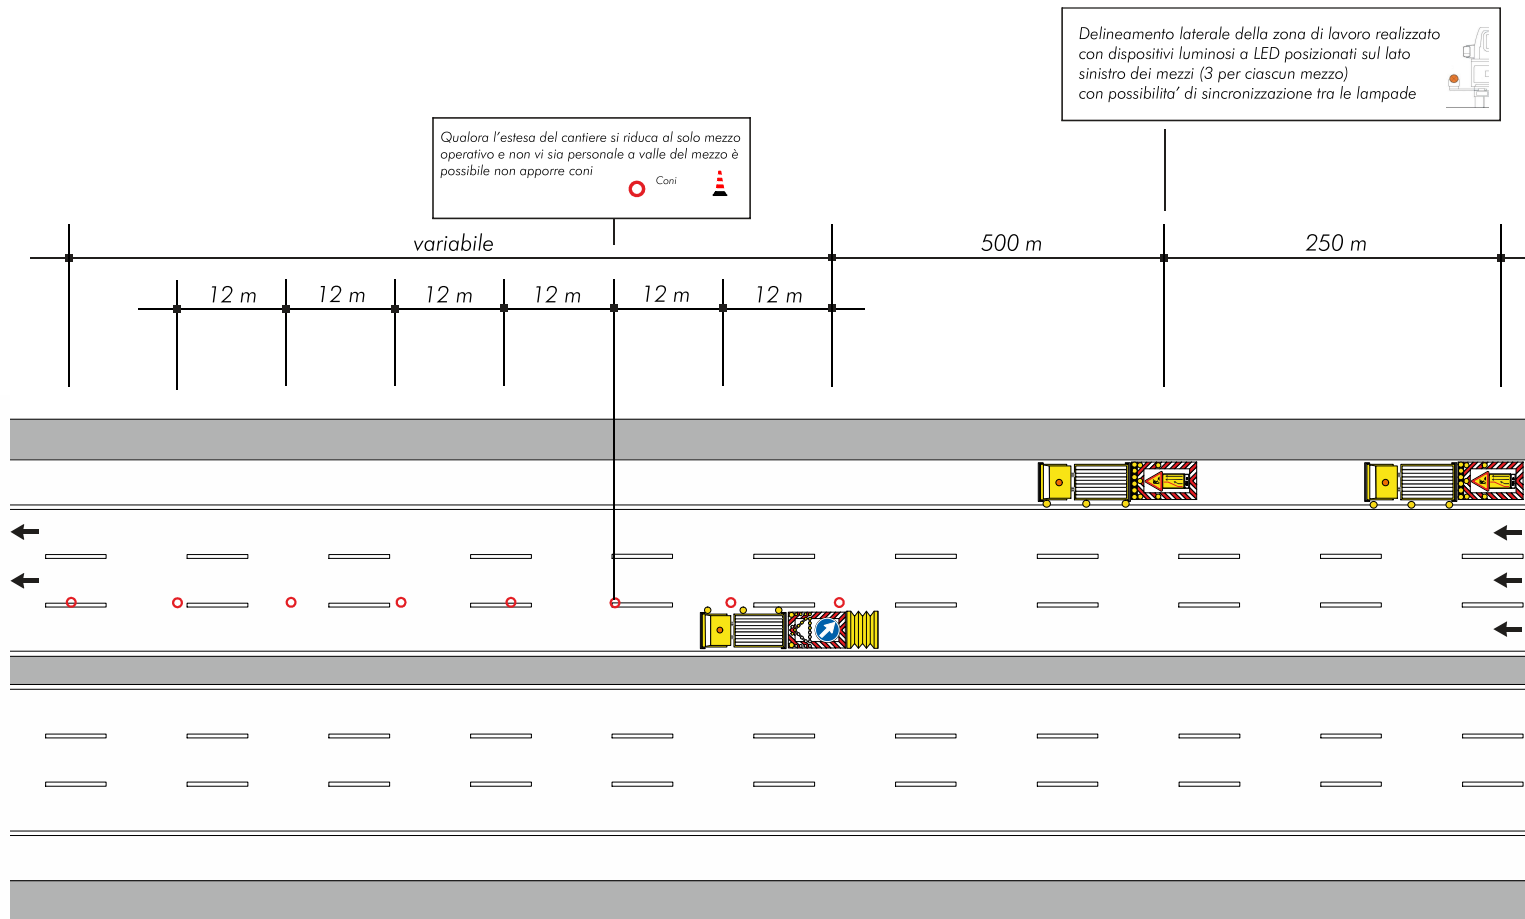 Delineamento laterale della zona di lavoro realizzato
con dispositivi luminosi a LED posizionati sul lato
sinistro dei mezzi (3 per ciascun mezzo)
con possibilita' di sincronizzazione tra le lampade
Qualora l'estesa del cantiere si riduca al solo mezzo
operativo e non vi sia personale a valle del mezzo è
possibile non apporre coni
Coni
variabile
500 m
250 m
12 m
12 m
12 m
12 m
12 m
12 m